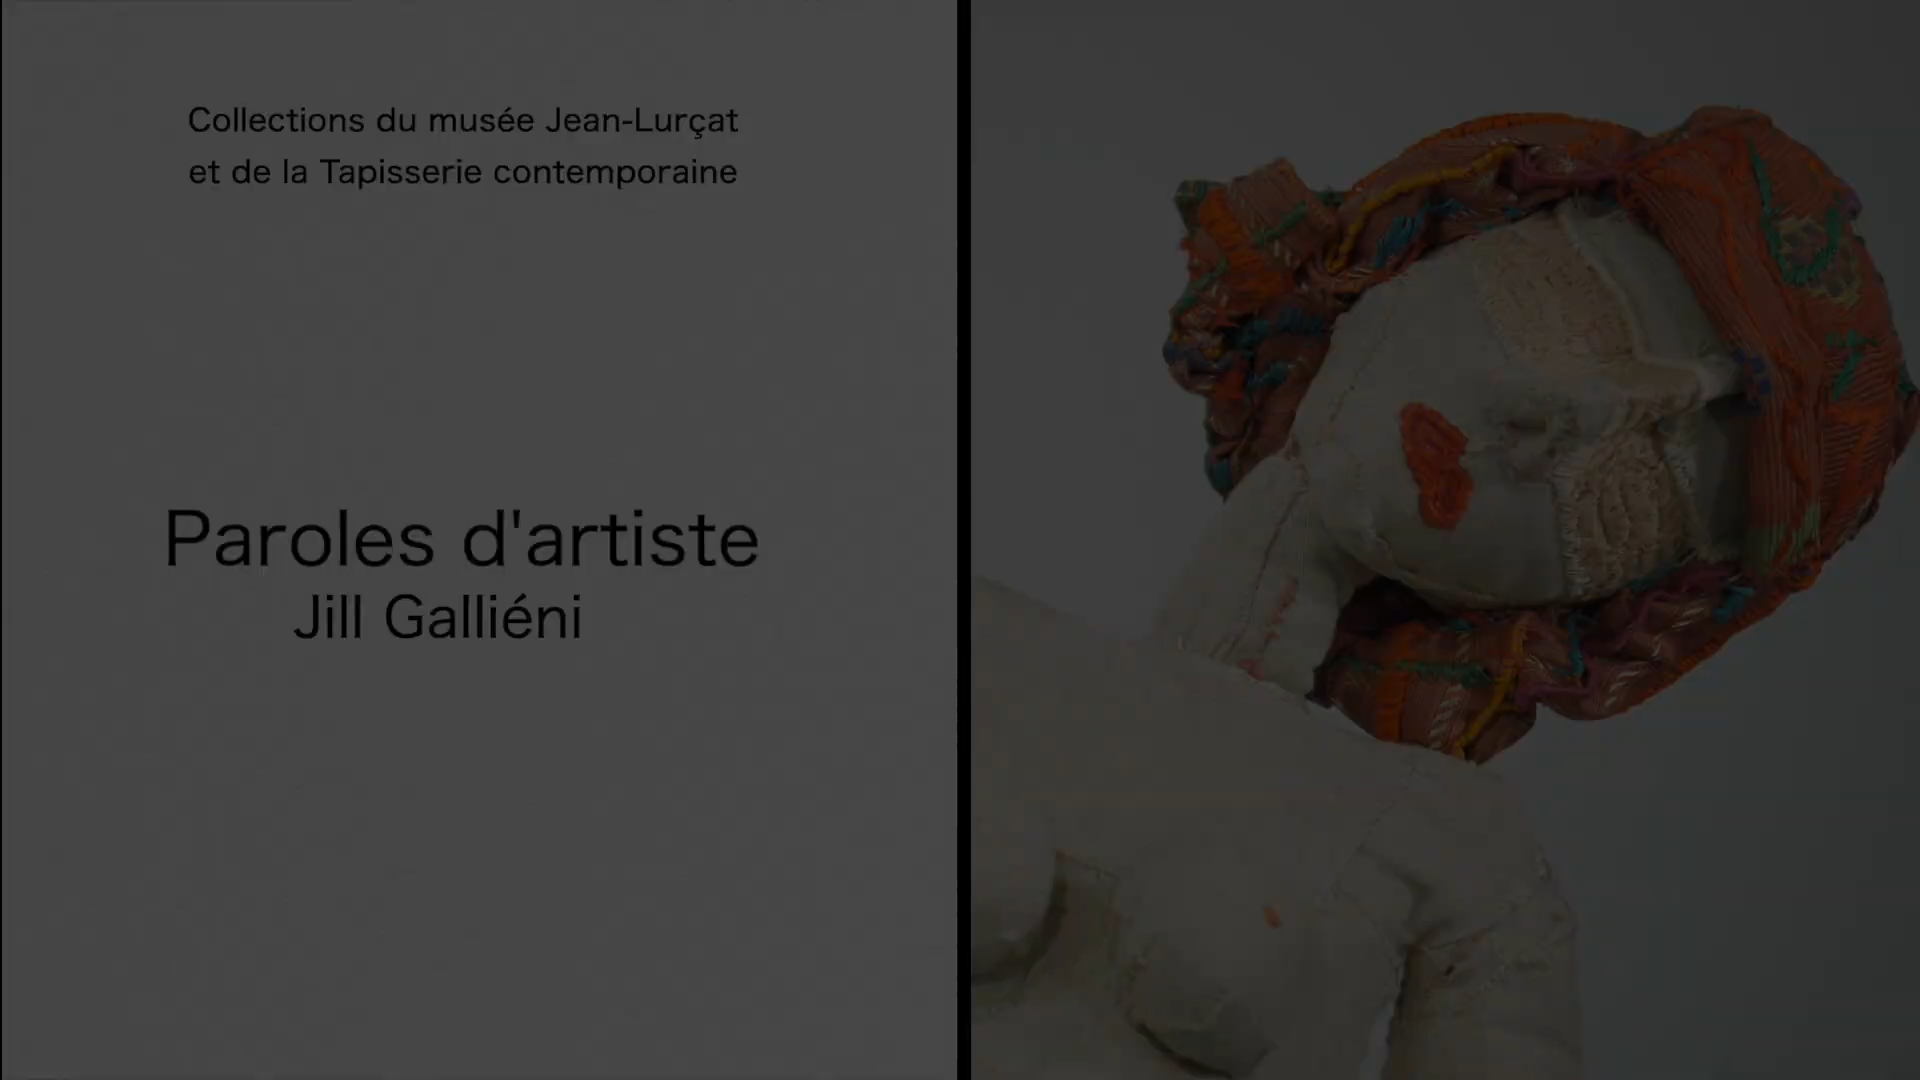 Collections du musée Jean-Lurçat
et de la Tapisserie contemporaine
Paroles d'artiste
Jill Galliéni